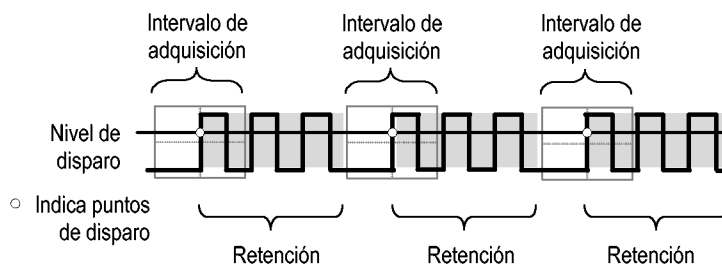 Intervalo de
adquisición
Intervalo de
adquisición
Intervalo de
adquisición
Nivel de
disparo
Indica puntos
de disparo
Retención
Retención
Retención